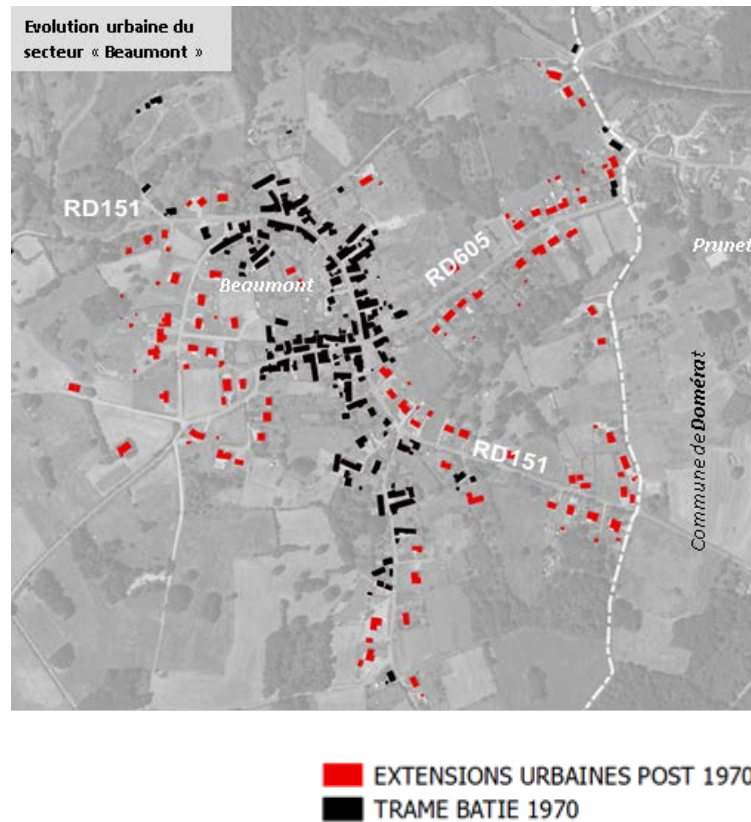 Evolution urbaine du
secteur « Beaumont »
RD151
Beaumont
RD605
Prunet
RD151
Commune de Domérat
EXTENSIONS URBAINES POST 1970
TRAME BATIE 1970